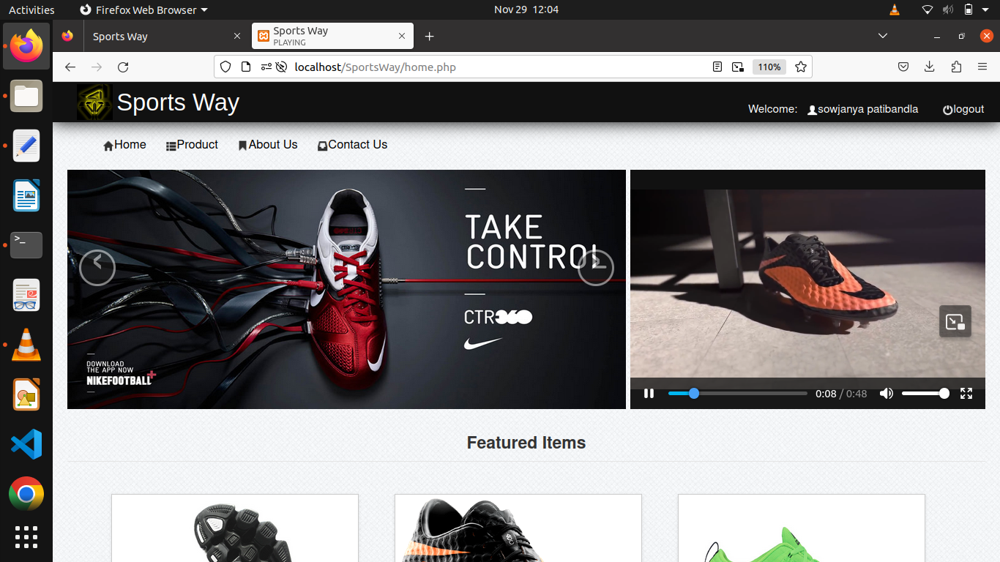 Activities
Firefox Web Browser
Nov 29 12:04
Sports Way
Sports Way
PLAYING
localhost/SportsWay/home.php
110%
Sports Way
Welcome: sowjanya patibandla logout
Home Product About Us Contact Us
TAKE
CONTROL
CTR360
DOWNLOAD
THE APP NOW
NIKEFOOTBALL+
0:08 / 0:48
Featured Items